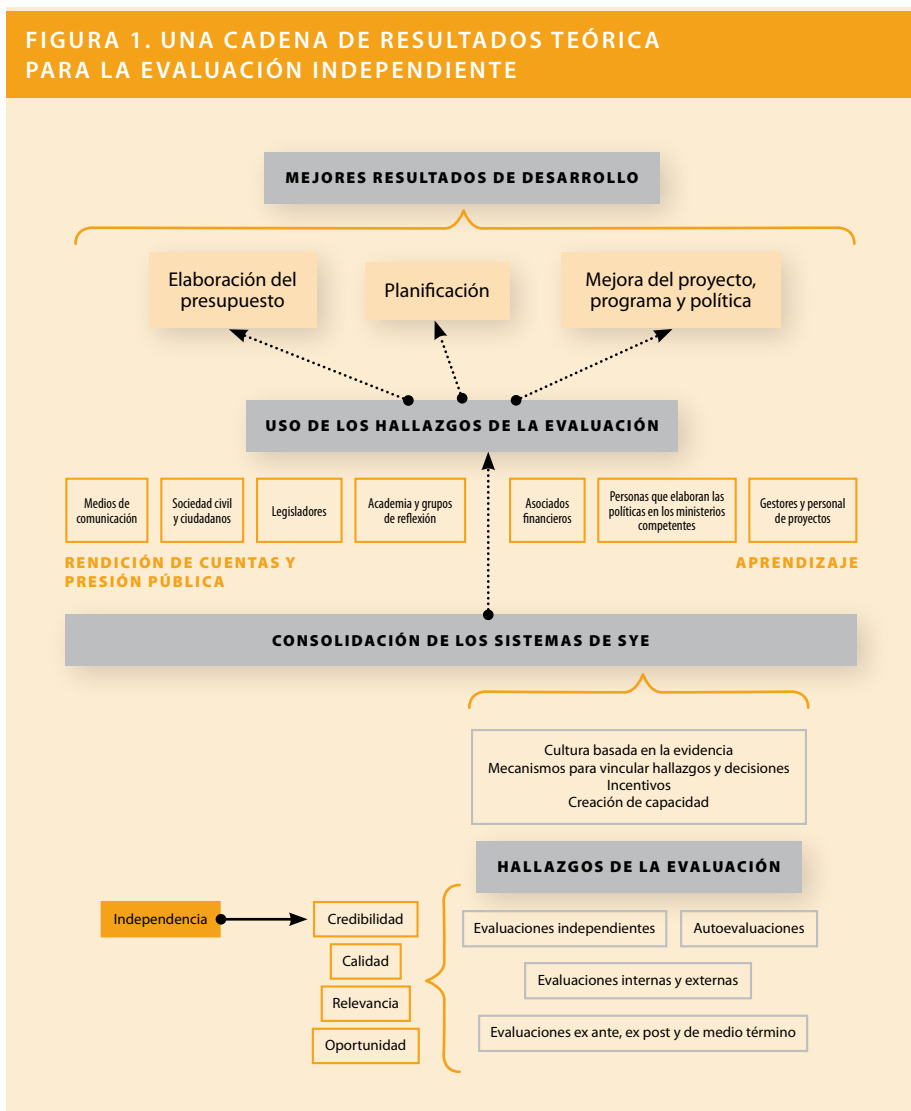 FIGURA 1. UNA CADENA DE RESULTADOS TEÓRICA
PARA LA EVALUACIÓN INDEPENDIENTE
MEJORES RESULTADOS DE DESARROLLO
Elaboración del
presupuesto
Planificación
Mejora del proyecto,
programa y política
USO DE LOS HALLAZGOS DE LA EVALUACIÓN
Medios de
comunicación
Sociedad civil
y ciudadanos
Legisladores
Academia y grupos
de reflexión
Asociados
financieros
Personas que elaboran las
políticas en los ministerios
competentes
Gestores y personal
de proyectos
RENDICIÓN DE CUENTAS Y
PRESIÓN PÚBLICA
APRENDIZAJE
CONSOLIDACIÓN DE LOS SISTEMAS DE SYE
Cultura basada en la evidencia
Mecanismos para vincular hallazgos y decisiones
Incentivos
Creación de capacidad
HALLAZGOS DE LA EVALUACIÓN
Independencia
Credibilidad
Calidad
Relevancia
Oportunidad
Evaluaciones independientes
Autoevaluaciones
Evaluaciones internas y externas
Evaluaciones ex ante, ex post y de medio término